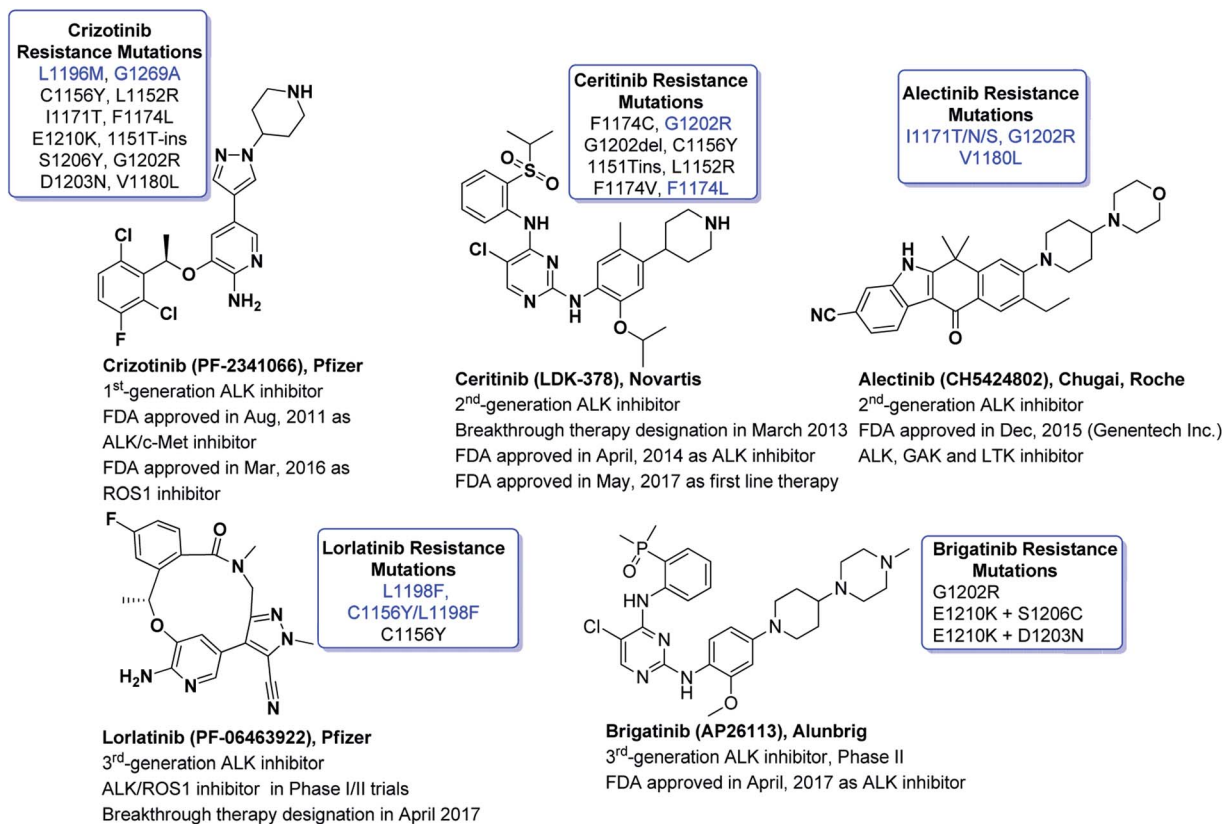 Crizotinib
Resistance Mutations
L1196M, G1269A
C1156Y, L1152R
I1171T, F1174L
E1210K, 1151T-ins
S1206Y, G1202R
D1203N, V1180L
NH
N
N
Cl
O
N
NH2
Cl
F
Crizotinib (PF-2341066), Pfizer
1st-generation ALK inhibitor
FDA approved in Aug, 2011 as
ALK/c-Met inhibitor
FDA approved in Mar, 2016 as
ROS1 inhibitor
Ceritinib Resistance
Mutations
F1174C, G1202R
G1202del, C1156Y
1151Tins, L1152R
F1174V, F1174L
O
S
O
NH
NH
Cl
N
N
N
H
O
Ceritinib (LDK-378), Novartis
2nd-generation ALK inhibitor
Breakthrough therapy designation in March 2013
FDA approved in April, 2014 as ALK inhibitor
FDA approved in May, 2017 as first line therapy
Alectinib Resistance
Mutations
I1171T/N/S, G1202R
V1180L
O
N
H
N
N
NC
O
Alectinib (CH5424802), Chugai, Roche
2nd-generation ALK inhibitor
FDA approved in Dec, 2015 (Genentech Inc.)
ALK, GAK and LTK inhibitor
F
O
N
N
N
O
H2N
N
N
Lorlatinib Resistance
Mutations
L1198F,
C1156Y/L1198F
C1156Y
Lorlatinib (PF-06463922), Pfizer
3rd-generation ALK inhibitor
ALK/ROS1 inhibitor in Phase I/II trials
Breakthrough therapy designation in April 2017
P
O
HN
Cl
N
N
N
H
O
N
N
N
Brigatinib Resistance
Mutations
G1202R
E1210K + S1206C
E1210K + D1203N
Brigatinib (AP26113), Alunbrig
3rd-generation ALK inhibitor, Phase II
FDA approved in April, 2017 as ALK inhibitor